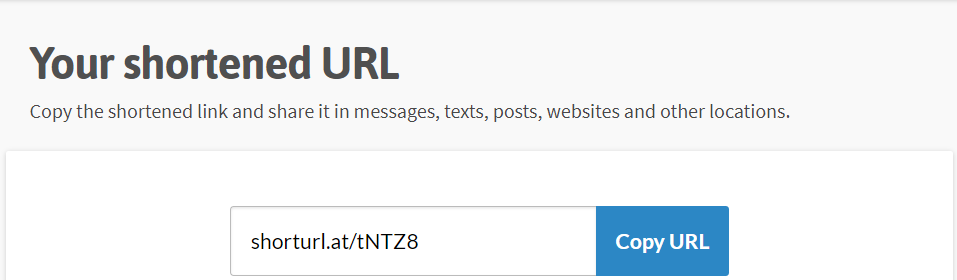 Your shortened URL
Copy the shortened link and share it in messages, texts, posts, websites and other locations.
shorturl.at/tNTZ8 Copy URL